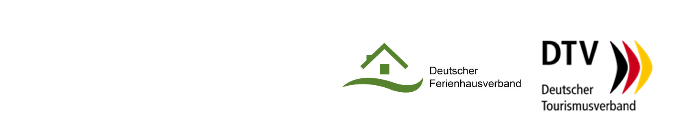 Deutscher
Ferienhausverband
DTV
Deutscher
Tourismusverband